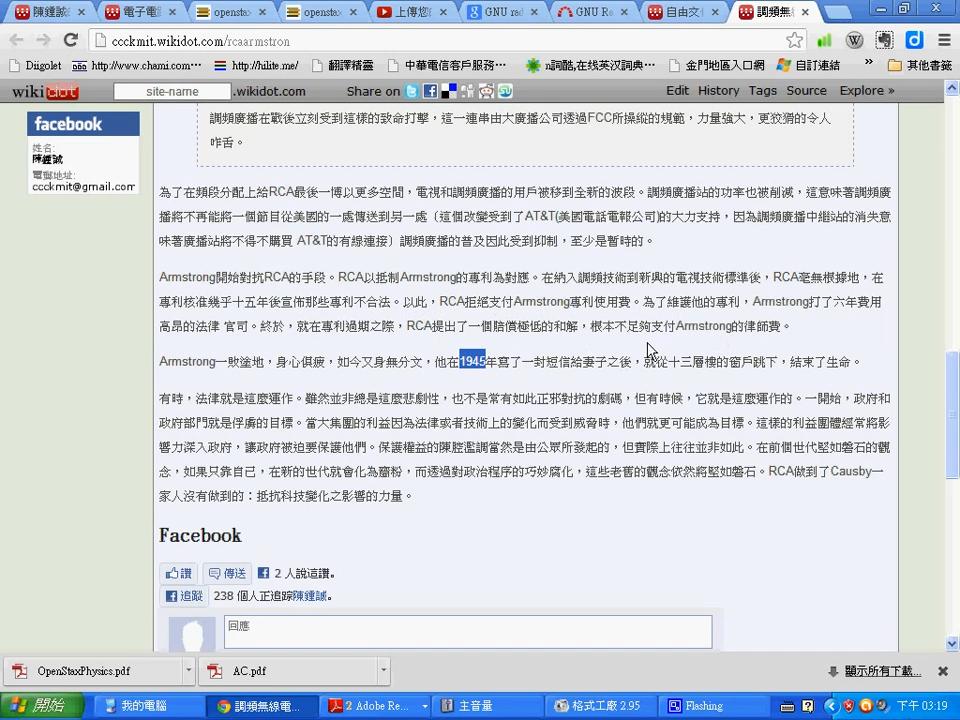 陳鍾誠
電子電
openstax
openstax
上傳您
GNU rad
GNU Re
自由交
調頻無
ccckmit.wikidot.com/rcaarmstron
Diigolet
http://www.chami.com…
http://hilite.me/
翻譯精靈
中華電信客戶服務…
n詞酷,在线英汉词典…
金門地區入口網
自訂連結
»
其他書籤
wikidot
site-name
.wikidot.com
Share on
Edit
History
Tags
Source
Explore »
facebook
姓名:
陳鍾誠
電郵地址:
ccckmit@gmail.com
調頻廣播在戰後立刻受到這樣的致命打擊，這一連串由大廣播公司透過FCC所操縱的規範，力量強大，更狡猾的令人
咋舌。
為了在頻段分配上給RCA最後一博以更多空間，電視和調頻廣播的用戶被移到全新的波段。調頻廣播站的功率也被削減，這意味著調頻廣
播將不再能將一個節目從美國的一處傳送到另一處〔這個改變受到了AT&T(美國電話電報公司)的大力支持，因為調頻廣播中繼站的消失意
味著廣播站將不得不購買 AT&T的有線連接〕調頻廣播的普及因此受到抑制，至少是暫時的。
Armstrong開始對抗RCA的手段。RCA以抵制Armstrong的專利為對應。在納入調頻技術到新興的電視技術標準後，RCA毫無根據地，在
專利核准幾乎十五年後宣佈那些專利不合法。以此，RCA拒絕支付Armstrong專利使用費。為了維護他的專利，Armstrong打了六年費用
高昂的法律 官司。終於，就在專利過期之際，RCA提出了一個賠償極低的和解，根本不足夠支付Armstrong的律師費。
Armstrong一敗塗地，身心俱疲，如今又身無分文，他在1945年寫了一封短信給妻子之後，就從十三層樓的窗戶跳下，結束了生命。
有時，法律就是這麼運作。雖然並非總是這麼悲劇性，也不是常有如此正邪對抗的劇碼，但有時候，它就是這麼運作的。一開始，政府和
政府部門就是俘虜的目標。當大集團的利益因為法律或者技術上的變化而受到威脅時，他們就更可能成為目標。這樣的利益團體經常將影
響力深入政府，讓政府被迫要保護他們。保護權益的陳腔濫調當然是由公眾所發起的，但實際上往往並非如此。在前個世代堅如磐石的觀
念，如果只靠自己，在新的世代就會化為齏粉，而透過對政治程序的巧妙腐化，這些老舊的觀念依然將堅如磐石。RCA做到了Causby一
家人沒有做到的：抵抗科技變化之影響的力量。
Facebook
讚
傳送
2 人說這讚。
追蹤
238 個人正追踪陳鍾誠。
回應
OpenStaxPhysics.pdf
AC.pdf
顯示所有下載...
開始
我的電腦
調頻無線電...
2 Adobe Re...
主音量
格式工廠 2.95
Flashing
下午 03:19